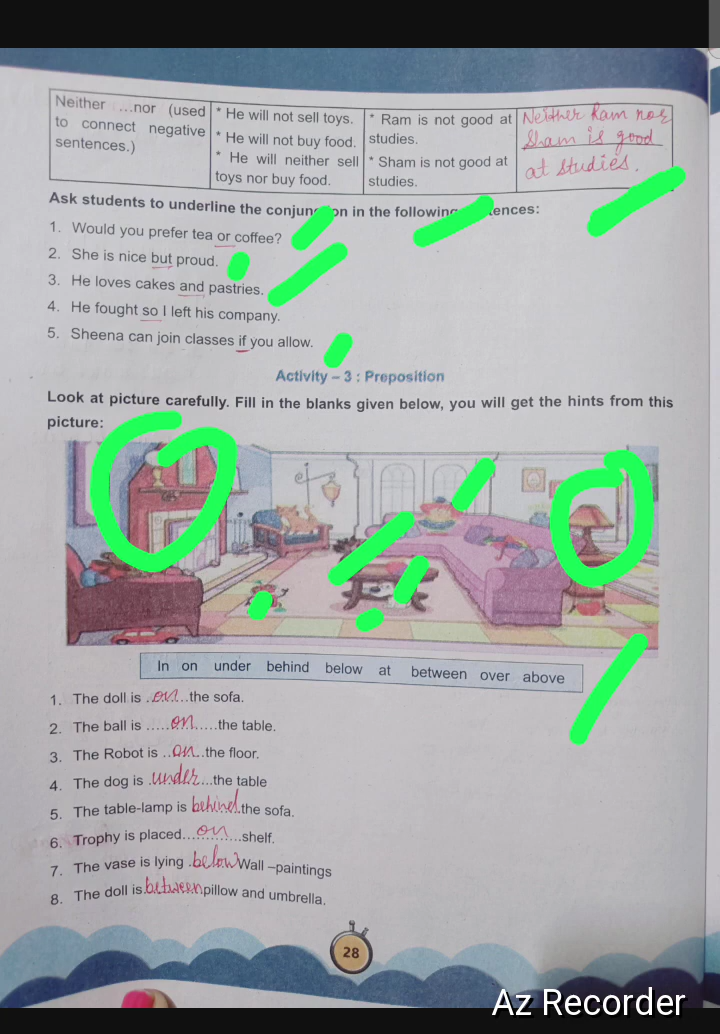 Neither ...nor (used to connect negative sentences.)
* He will not sell toys.
* He will not buy food.
* He will neither sell toys nor buy food.
* Ram is not good at studies.
* Sham is not good at studies.
Neither Ram nor
Sham is good
at studies.
Ask students to underline the in the following
1. Would you prefer tea or coffee?
2. She is nice but proud.
3. He loves cakes and pastries.
4. He fought so I left his company.
5. Sheena can join classes if you allow.
Activity – 3 : Preposition
Look at picture carefully. Fill in the blanks given below, you will get the hints from this
picture:
In on under behind below at between over above
1. The doll is .on...the sofa.
2. The ball is .....on.....the table.
3. The Robot is ..on..the floor.
4. The dog is .under...the table
5. The table-lamp is behind.the sofa.
6. Trophy is placed...on.......shelf.
7. The vase is lying .below Wall –paintings
8. The doll is.between pillow and umbrella.
28
Az Recorder